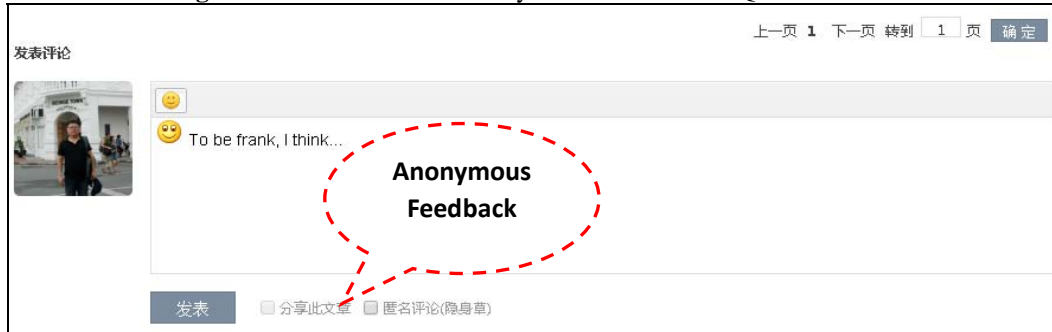 上一页 1 下一页 转到 1 页 确定
发表评论
To be frank, I think...
Anonymous
Feedback
发表 分享此文章 匿名评论(隐身草)